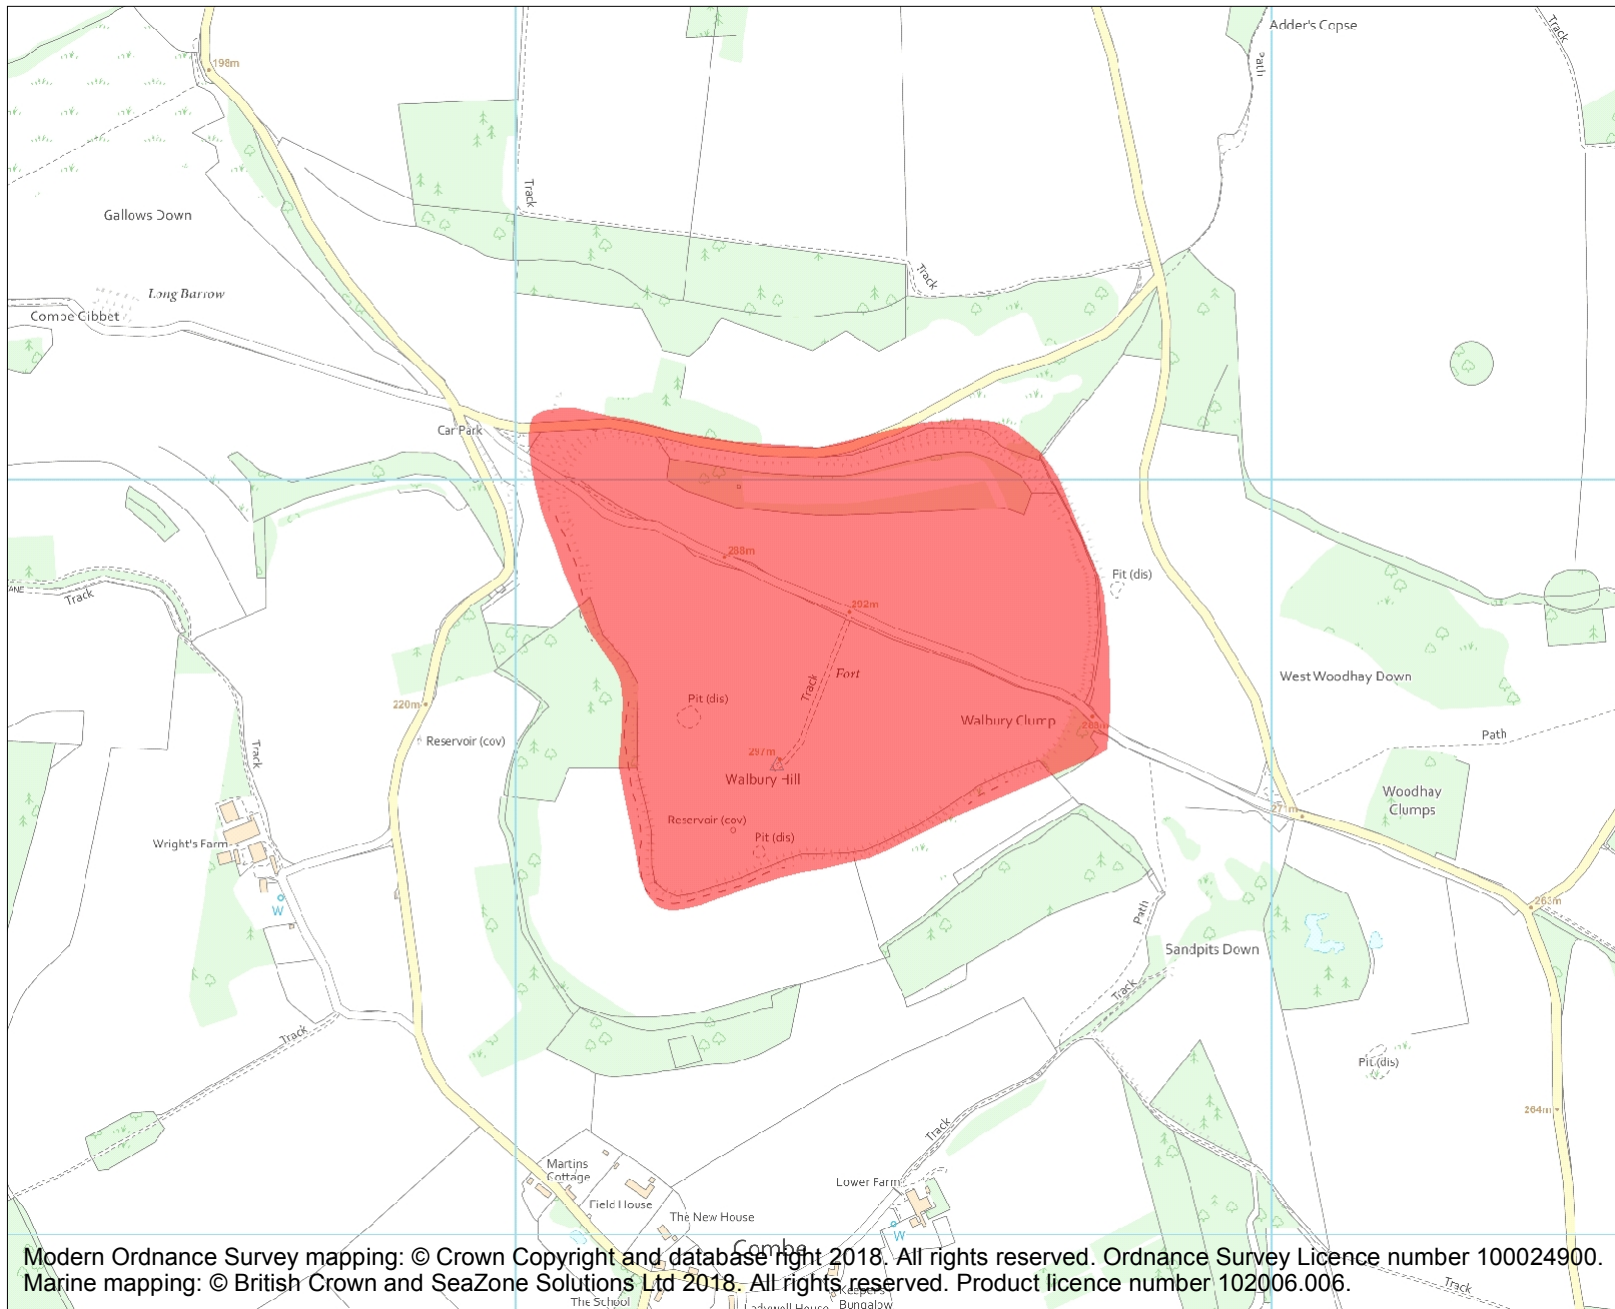 Adder's Copse
Track
Path
198m
Track
Gallows Down
Track
Long Barrow
Combe Gibbet
Car Park
288m
Pit (dis)
Track
292m
Fort
Track
West Woodhay Down
Pit (dis)
220m
Walbury Clump
Reservoir (cov)
Path
Track
297m
Walbury Hill
Woodhay
Clumps
271m
Reservoir (cov)
Pit (dis)
Wright's Farm
W
263m
Path
Sandpits Down
Track
Track
Pit (dis)
264m
Track
Martins
Cottage
Lower Farm
Field House
The New House
W
Combe
Modern Ordnance Survey mapping: © Crown Copyright and database right 2018. All rights reserved. Ordnance Survey Licence number 100024900.
Marine mapping: © British Crown and SeaZone Solutions Ltd 2018. All rights reserved. Product licence number 102006.006.
Track
The School
Ladywell House
Keeper's
Bungalow